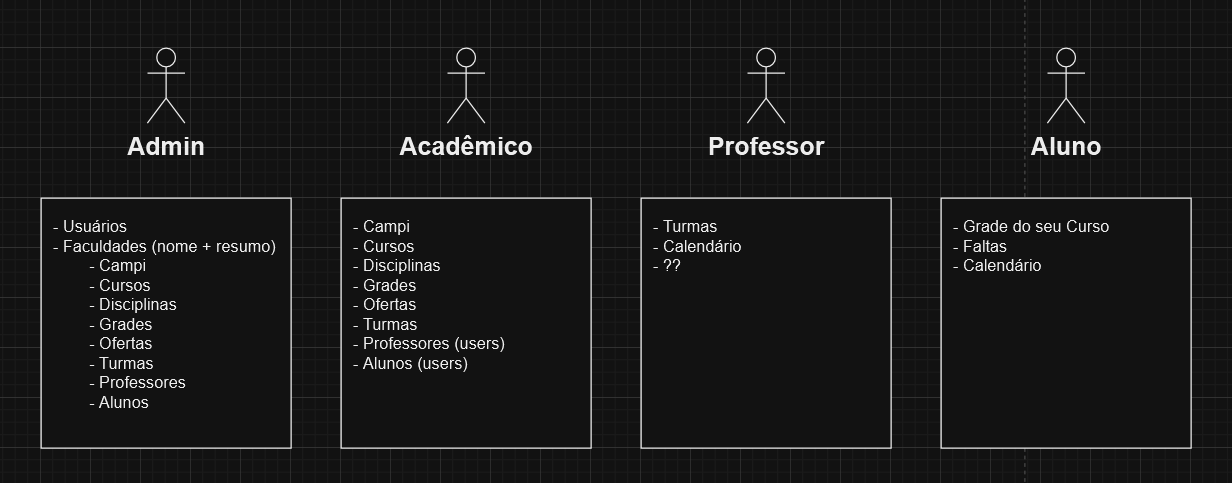 Admin
- Usuários
- Faculdades (nome + resumo)
- Campi
- Cursos
- Disciplinas
- Grades
- Ofertas
- Turmas
- Professores
- Alunos
Acadêmico
- Campi
- Cursos
- Disciplinas
- Grades
- Ofertas
- Turmas
- Professores (users)
- Alunos (users)
Professor
- Turmas
- Calendário
- ??
Aluno
- Grade do seu Curso
- Faltas
- Calendário